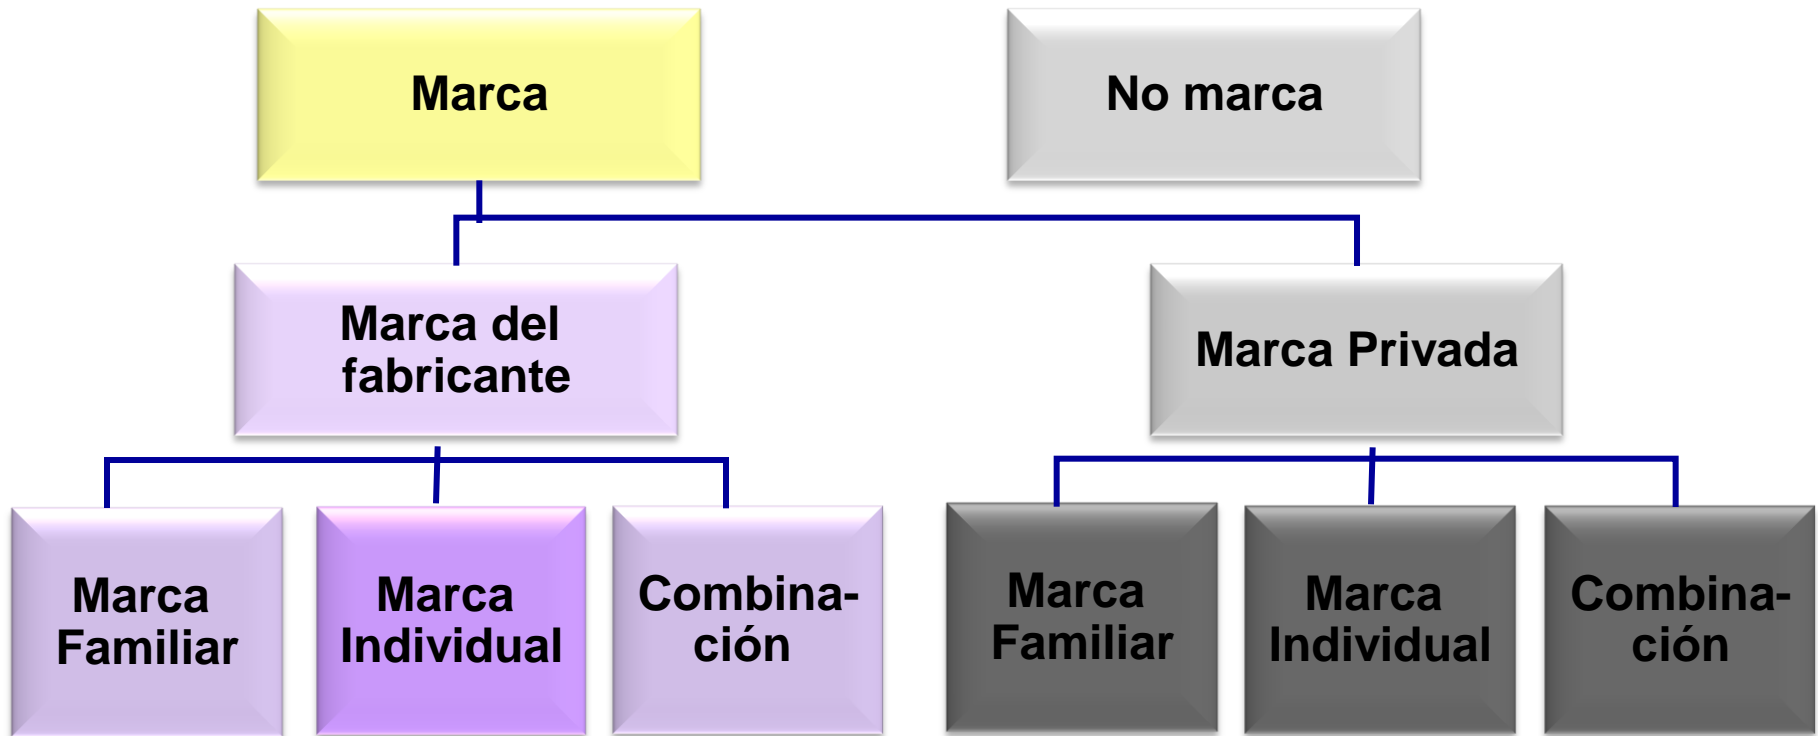 Marca
No marca
Marca del
fabricante
Marca Privada
Marca
Familiar
Marca
Individual
Combina-
ción
Marca
Familiar
Marca
Individual
Combina-
ción